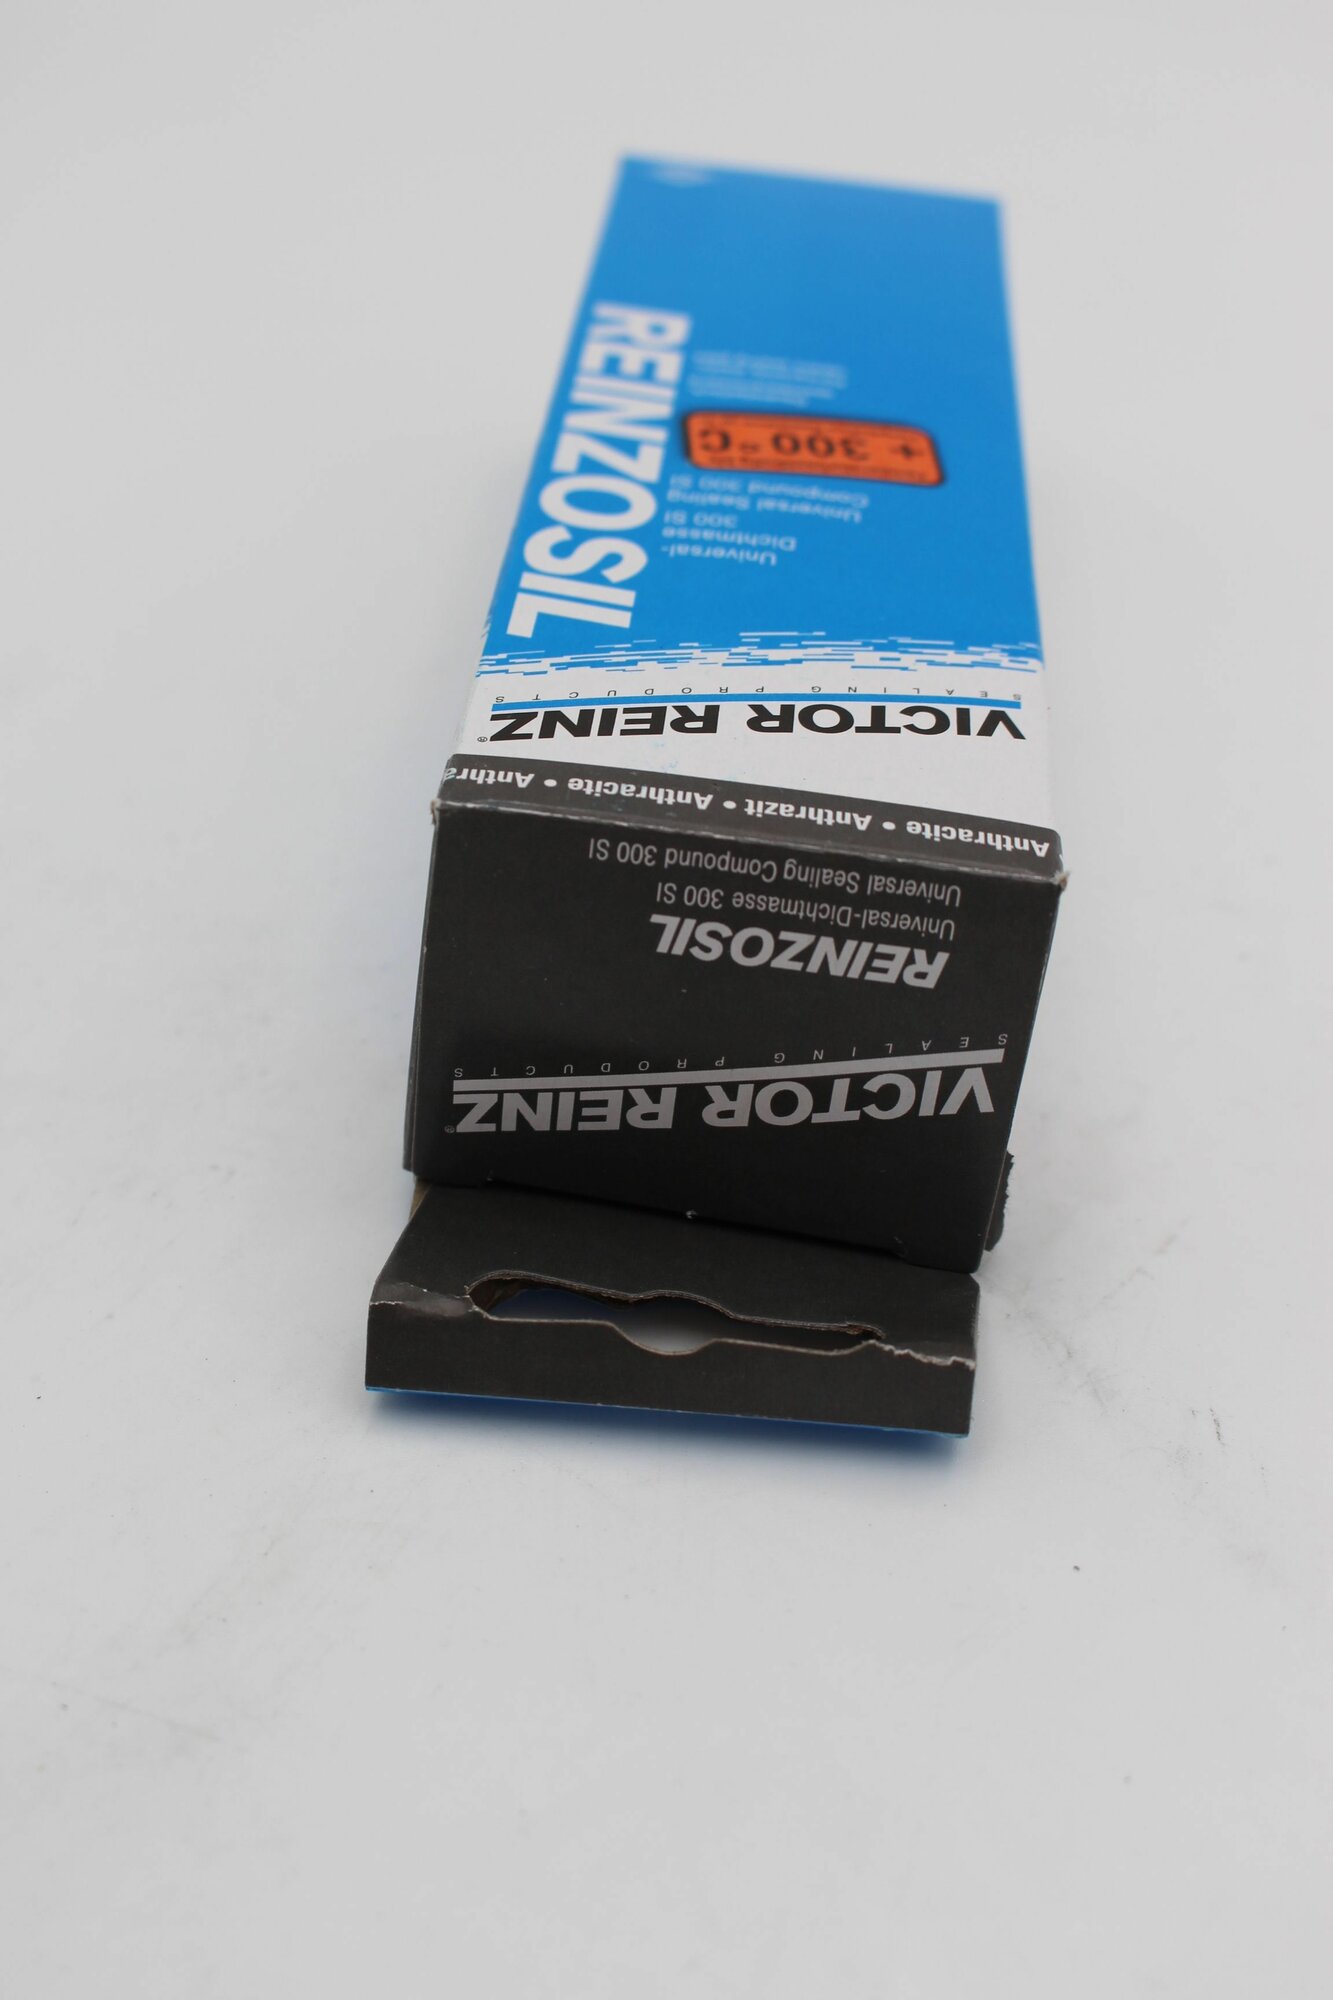 VICTOR REINZ®
SEALING PRODUCTS
REINZOSIL
Universal-Dichtmasse 300 SI
Universal Sealing Compound 300 SI
Anthracite • Anthrazit • Anthracite • Anthra
VICTOR REINZ®
SEALING PRODUCTS
REINZOSIL
Universal-
Dichtmasse
300 SI
Universal Sealing
Compound 300 SI
+ 300 °C